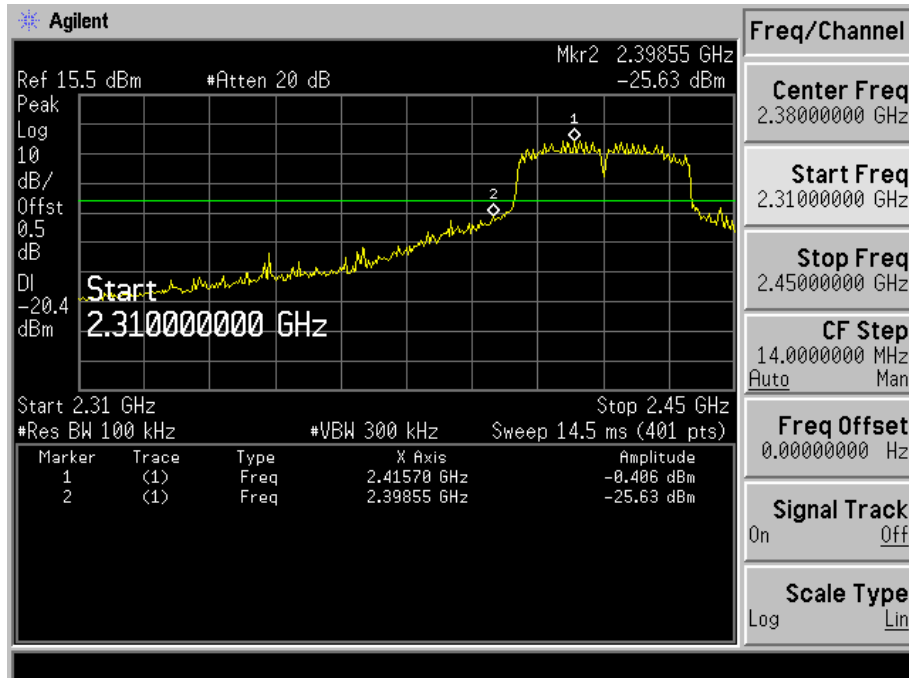 Agilent
Freq/Channel
Mkr2 2.39855 GHz
Ref 15.5 dBm #Atten 20 dB -25.63 dBm
Peak
Log
10
dB/
Offst
0.5
dB
DI
-20.4
dBm
1
2
Start
2.310000000 GHz
Start 2.31 GHz Stop 2.45 GHz
#Res BW 100 kHz #VBW 300 kHz Sweep 14.5 ms (401 pts)
Marker Trace Type X Axis Amplitude
1 (1) Freq 2.41570 GHz -0.406 dBm
2 (1) Freq 2.39855 GHz -25.63 dBm
Center Freq
2.38000000 GHz
Start Freq
2.31000000 GHz
Stop Freq
2.45000000 GHz
CF Step
14.0000000 MHz
Auto Man
Freq Offset
0.00000000 Hz
Signal Track
On Off
Scale Type
Log Lin